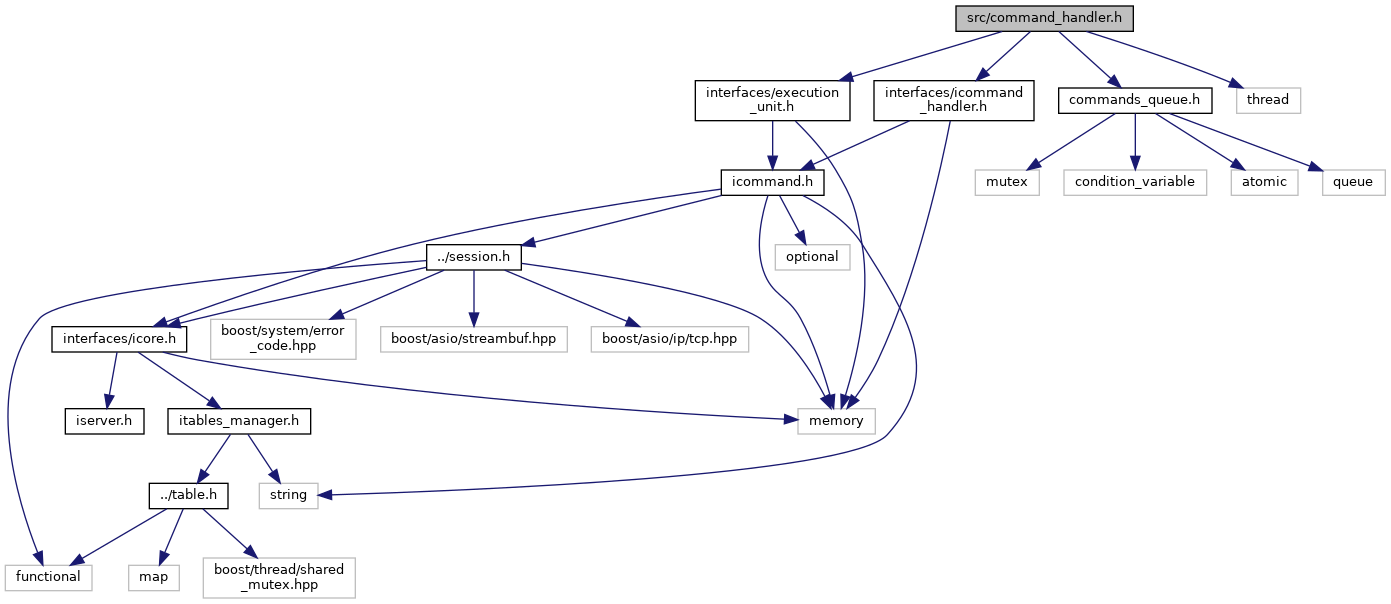 src/command_handler.h
interfaces/execution
_unit.h
interfaces/icommand
_handler.h
commands_queue.h
thread
icommand.h
mutex
condition_variable
atomic
queue
../session.h
optional
interfaces/icore.h
boost/system/error
_code.hpp
boost/asio/streambuf.hpp
boost/asio/ip/tcp.hpp
iserver.h
itables_manager.h
memory
../table.h
string
functional
map
boost/thread/shared
_mutex.hpp